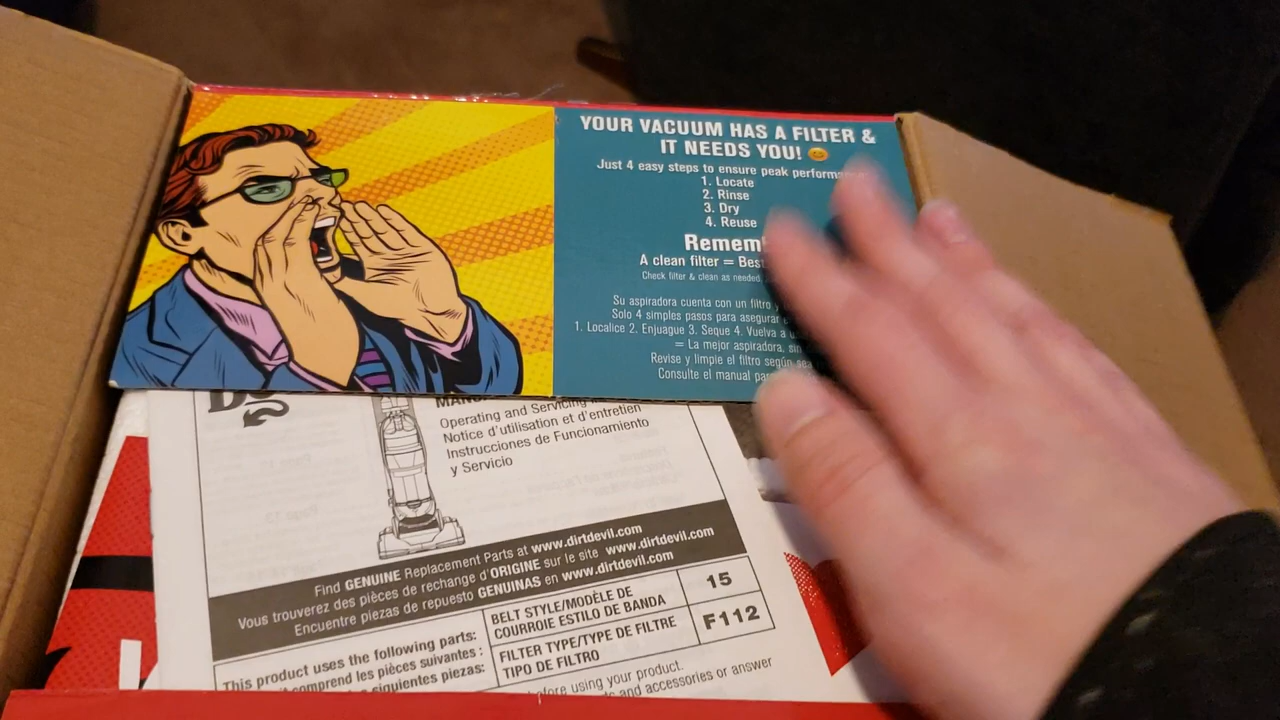 YOUR VACUUM HAS A FILTER &
IT NEEDS YOU!
Just 4 easy steps to ensure peak
1. Locate
2. Rinse
3. Dry
4. Reuse
A clean filter =
Check filter & clean as needed
Su aspiradora cuenta con un filtro y
Solo 4 simples pasos para asegurar
1. Localice 2. Enjuague 3. Seque 4. Vuelva a
= La mejor aspiradora, sin
Revise y limpie el filtro según
Consulte el manual
Operating and Servicing
Notice d'utilisation et d'entretien
Instrucciones de Funcionamiento
y Servicio
Find GENUINE Replacement Parts at www.dirtdevil.com
Vous trouverez des pièces de rechange d'ORIGINE sur le site www.dirtdevil.com
Encuentre piezas de repuesto GENUINAS en www.dirtdevil.com
This product uses the following parts:
comprend les pièces suivantes :
siguientes piezas:
BELT STYLE/MODÈLE DE
COURROIE ESTILO DE BANDA
15
FILTER TYPE/TYPE DE FILTRE
TIPO DE FILTRO
F112
before using your product.
and accessories or answer